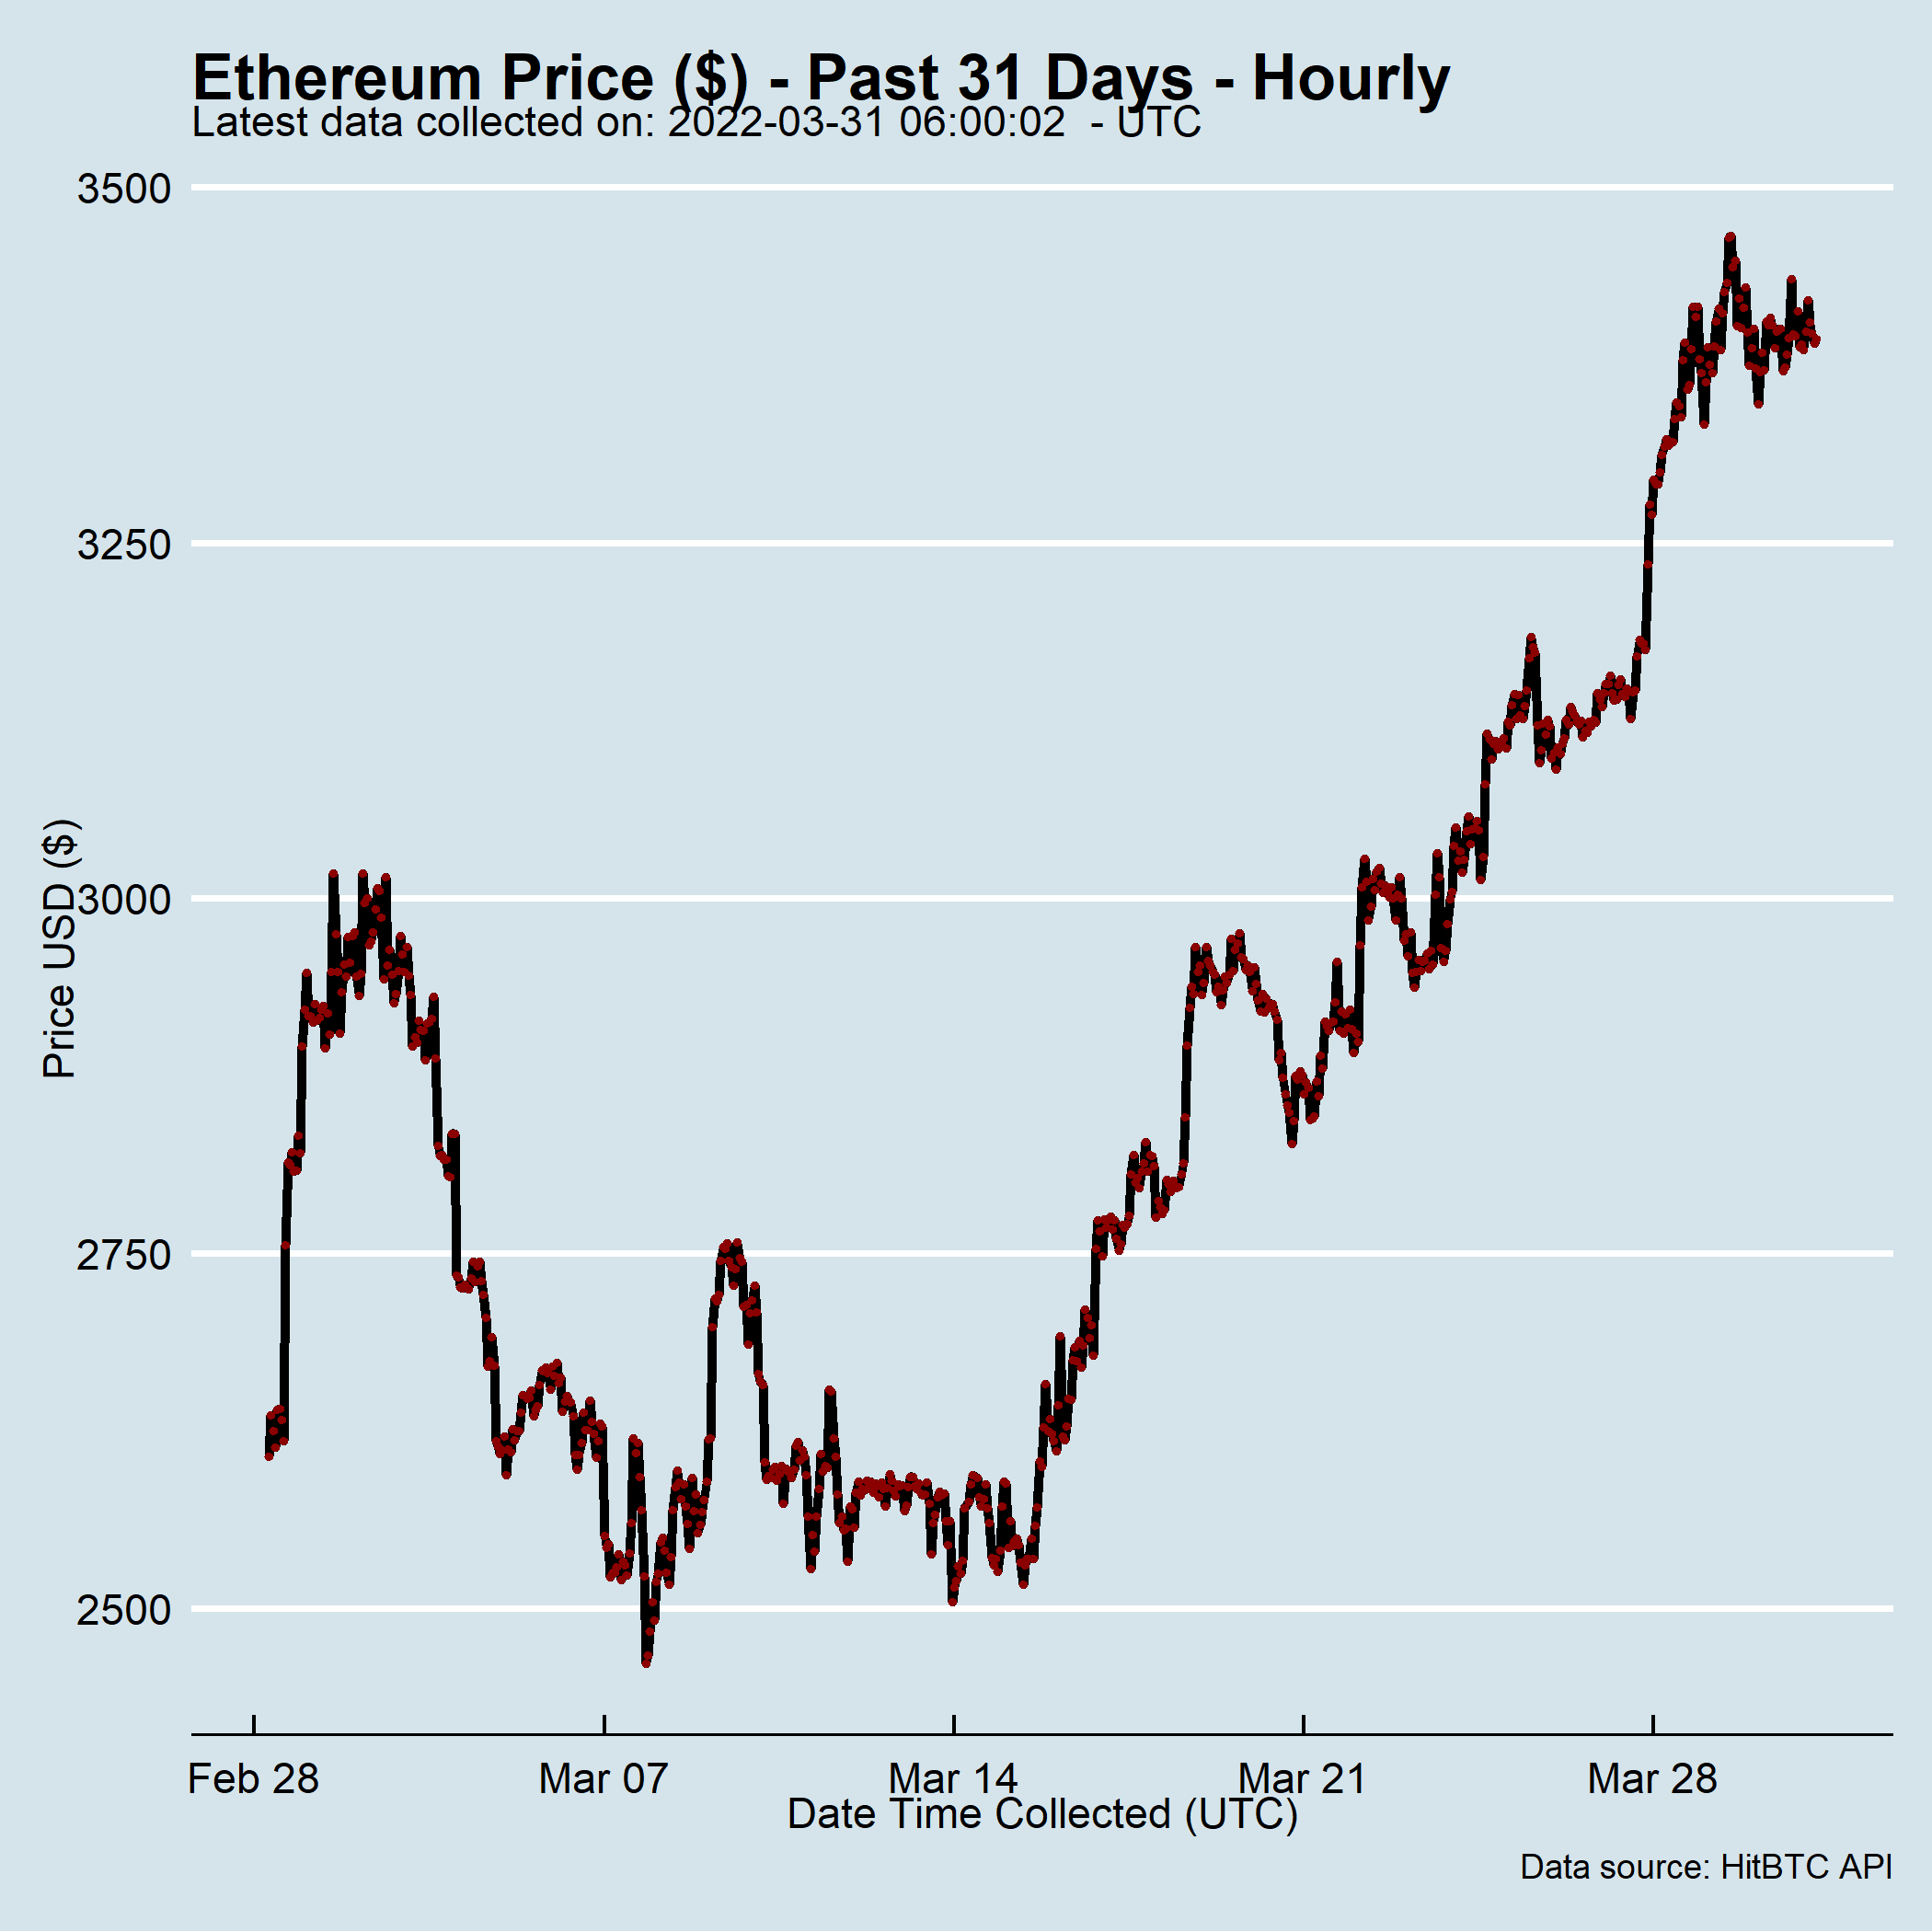 Ethereum Price ($) - Past 31 Days - Hourly
Latest data collected on: 2022-03-31 06:00:02  - UTC
3500
3250
3000
2750
2500
Price USD ($)
Feb 28 Mar 07 Mar 14 Mar 21 Mar 28
Date Time Collected (UTC)
Data source: HitBTC API